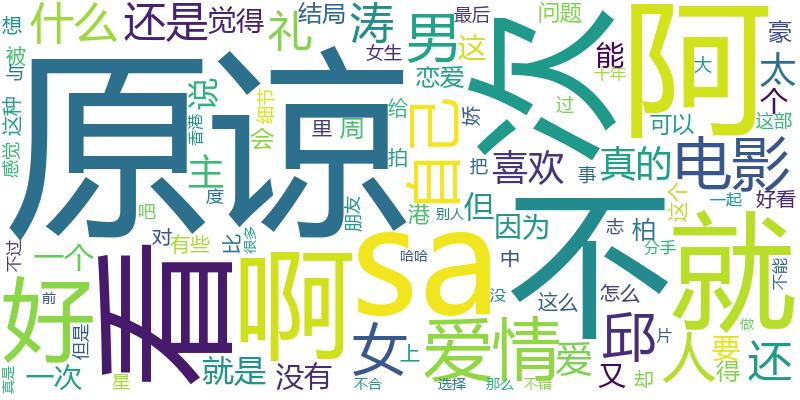 想
什么
还是
觉得
结局
礼
涛
男
最后
这
问题
豪
与
被
女生
恋爱
能
十年
大
太
个
感觉
这种
原谅
说
细节
香港
会
里
周
给
拍
娇
次
过
阿
这部
可以
主
度
朋友
自己
把
喜欢
事
真的
电影
好看
吧
对
有些
比
很多
港
别人
但
因为
志
柏
这个
一起
分手
不过
一个
看
啊
sa
哈哈
中
不
就
不能
好
前
但是
女
爱情
没
这么
怎么
邱
片
做
真是
一次
星
就是
没有
上
不合
选择
爱
那么
不错
又
却
人
要
得
还